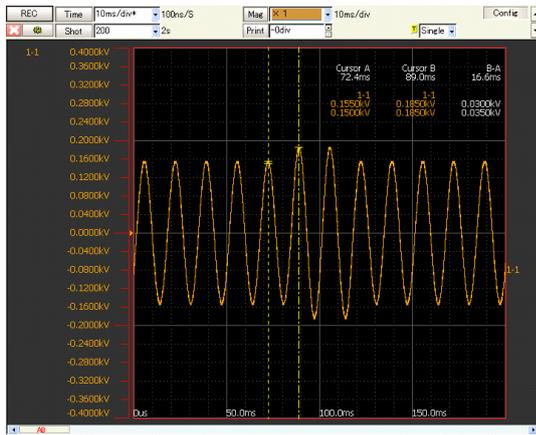 REC Time 10ms/div* 100ns/S Mag × 1 10ms/div Config
Shot 200 2s Print ~0div Single
1-1 0.4000kV
0.3600kV Cursor A Cursor B B-A
0.3200kV 72.4ms 89.0ms 16.6ms
1-1 1-1
0.2800kV 0.1550kV 0.1850kV 0.0300kV
0.1500kV 0.1850kV 0.0350kV
0.2400kV
0.2000kV
0.1600kV
0.1200kV
0.0800kV
0.0400kV
0.0000kV
-0.0400kV
-0.0800kV 1-1
-0.1200kV
-0.1600kV
-0.2000kV
-0.2400kV
-0.2800kV
-0.3200kV
-0.3600kV
-0.4000kV 0us 50.0ms 100.0ms 150.0ms
AB